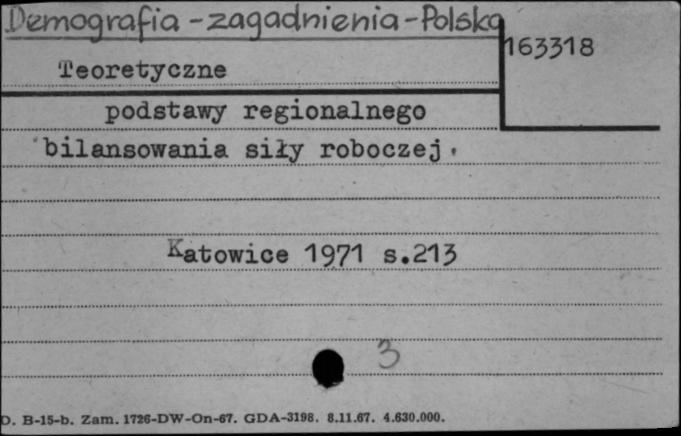 Demografia - zagadnienia - Polska
163318
Teoretyczne
podstawy regionalnego
bilansowania siły roboczej.
Katowice 1971 s.213
3
D. B-15-b. Zam. 1726-DW-On-67. GDA-3198. 8.11.67. 4.630.000.